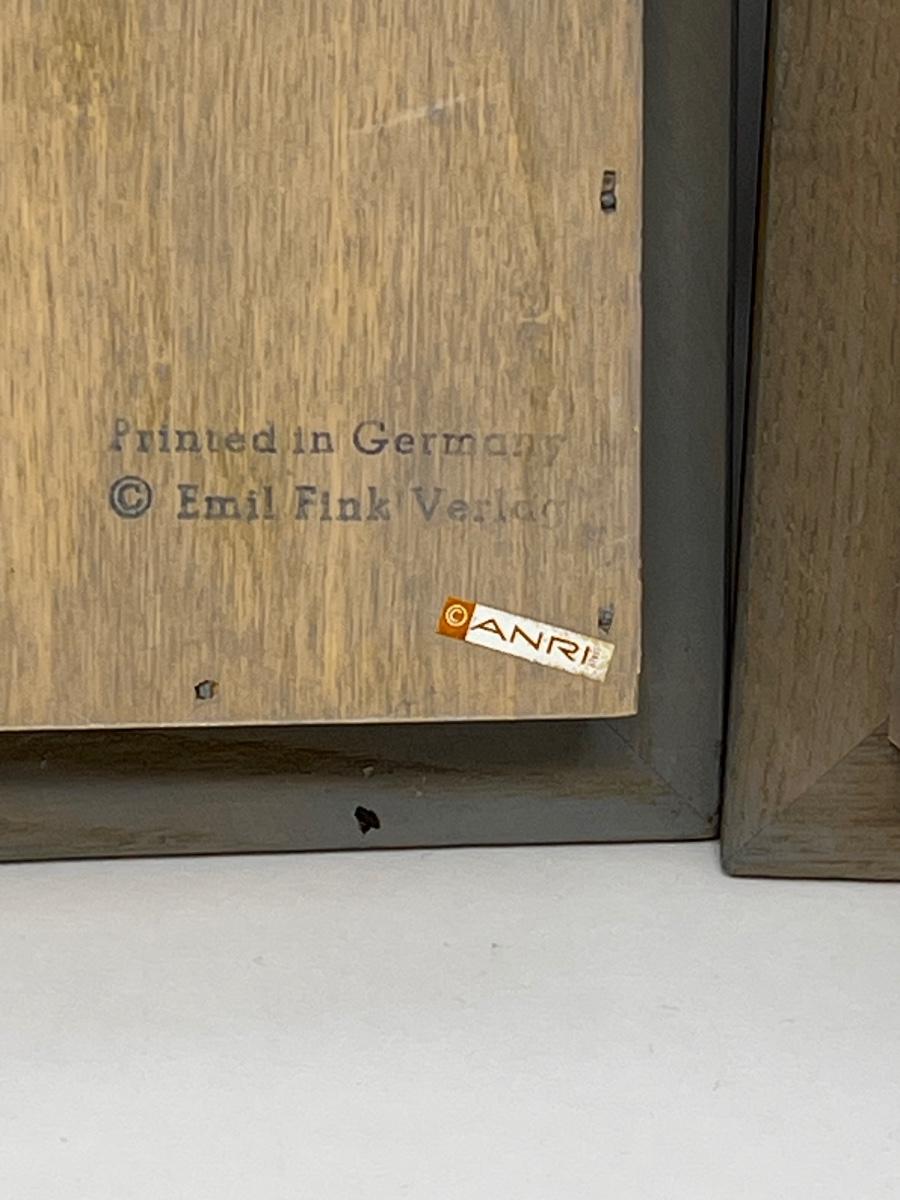 Printed in Germany
© Emil Fink Verlag
© ANRI